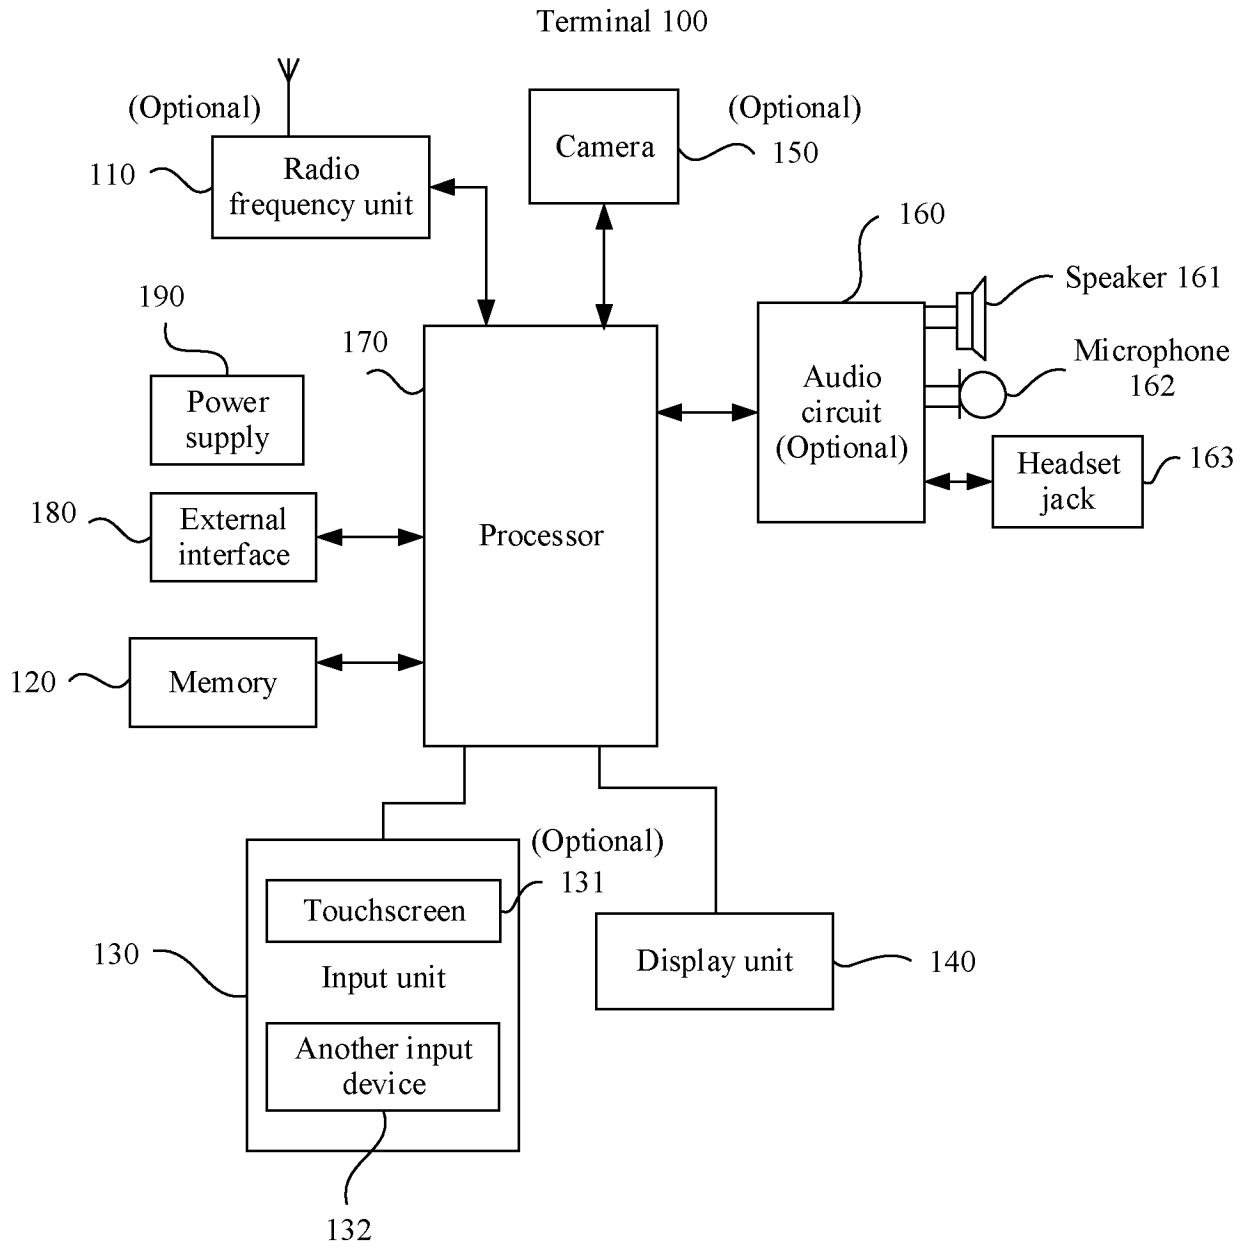 Terminal 100
(Optional)
110
Radio
frequency unit
Camera
(Optional)
150
160
Speaker 161
Microphone
162
Audio
circuit
(Optional)
Headset
jack
163
190
Power
supply
170
Processor
180
External
interface
120
Memory
(Optional)
131
Touchscreen
130
Input unit
Another input
device
132
Display unit
140